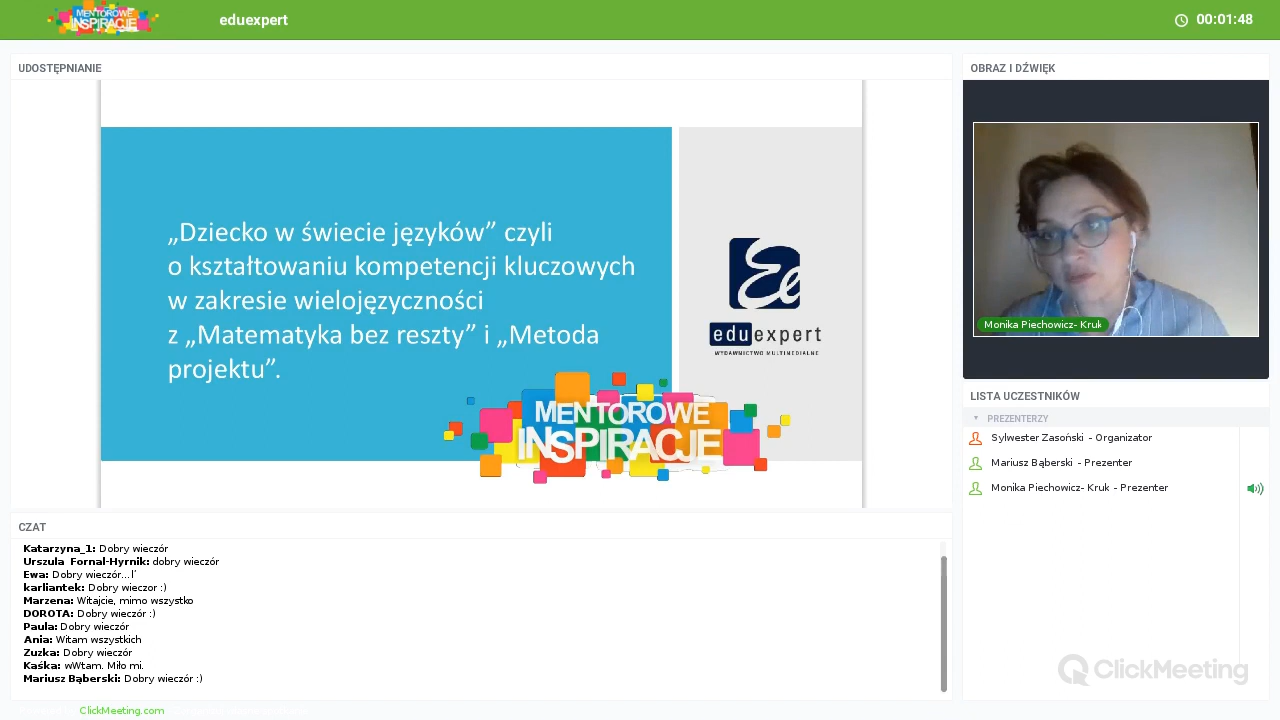 MENTOROWE
INSPIRACJE
eduexpert
00:01:48
UDOSTĘPNIANIE
„Dziecko w świecie języków” czyli
o kształtowaniu kompetencji kluczowych
w zakresie wielojęzyczności
z „Matematyka bez reszty” i „Metoda
projektu”.
Ee
eduexpert
WYDAWNICTWO MULTIMEDIALNE
MENTOROWE
INSPIRACJE
OBRAZ I DŹWIĘK
Monika Piechowicz- Kruk
LISTA UCZESTNIKÓW
PREZENTERZY
Sylwester Zasoński - Organizator
Mariusz Bąberski - Prezenter
Monika Piechowicz- Kruk - Prezenter
CZAT
Katarzyna_1: Dobry wieczór
Urszula Fornal-Hyrnik: dobry wieczór
Ewa: Dobry wieczór...I'
karliantek: Dobry wieczor :)
Marzena: Witajcie, mimo wszystko
DOROTA: Dobry wieczór :)
Paula: Dobry wieczór
Ania: Witam wszystkich
Zuzka: Dobry wieczór
Kaśka: wWtam. Miło mi.
Mariusz Bąberski: Dobry wieczór :)
ClickMeeting
ClickMeeting.com